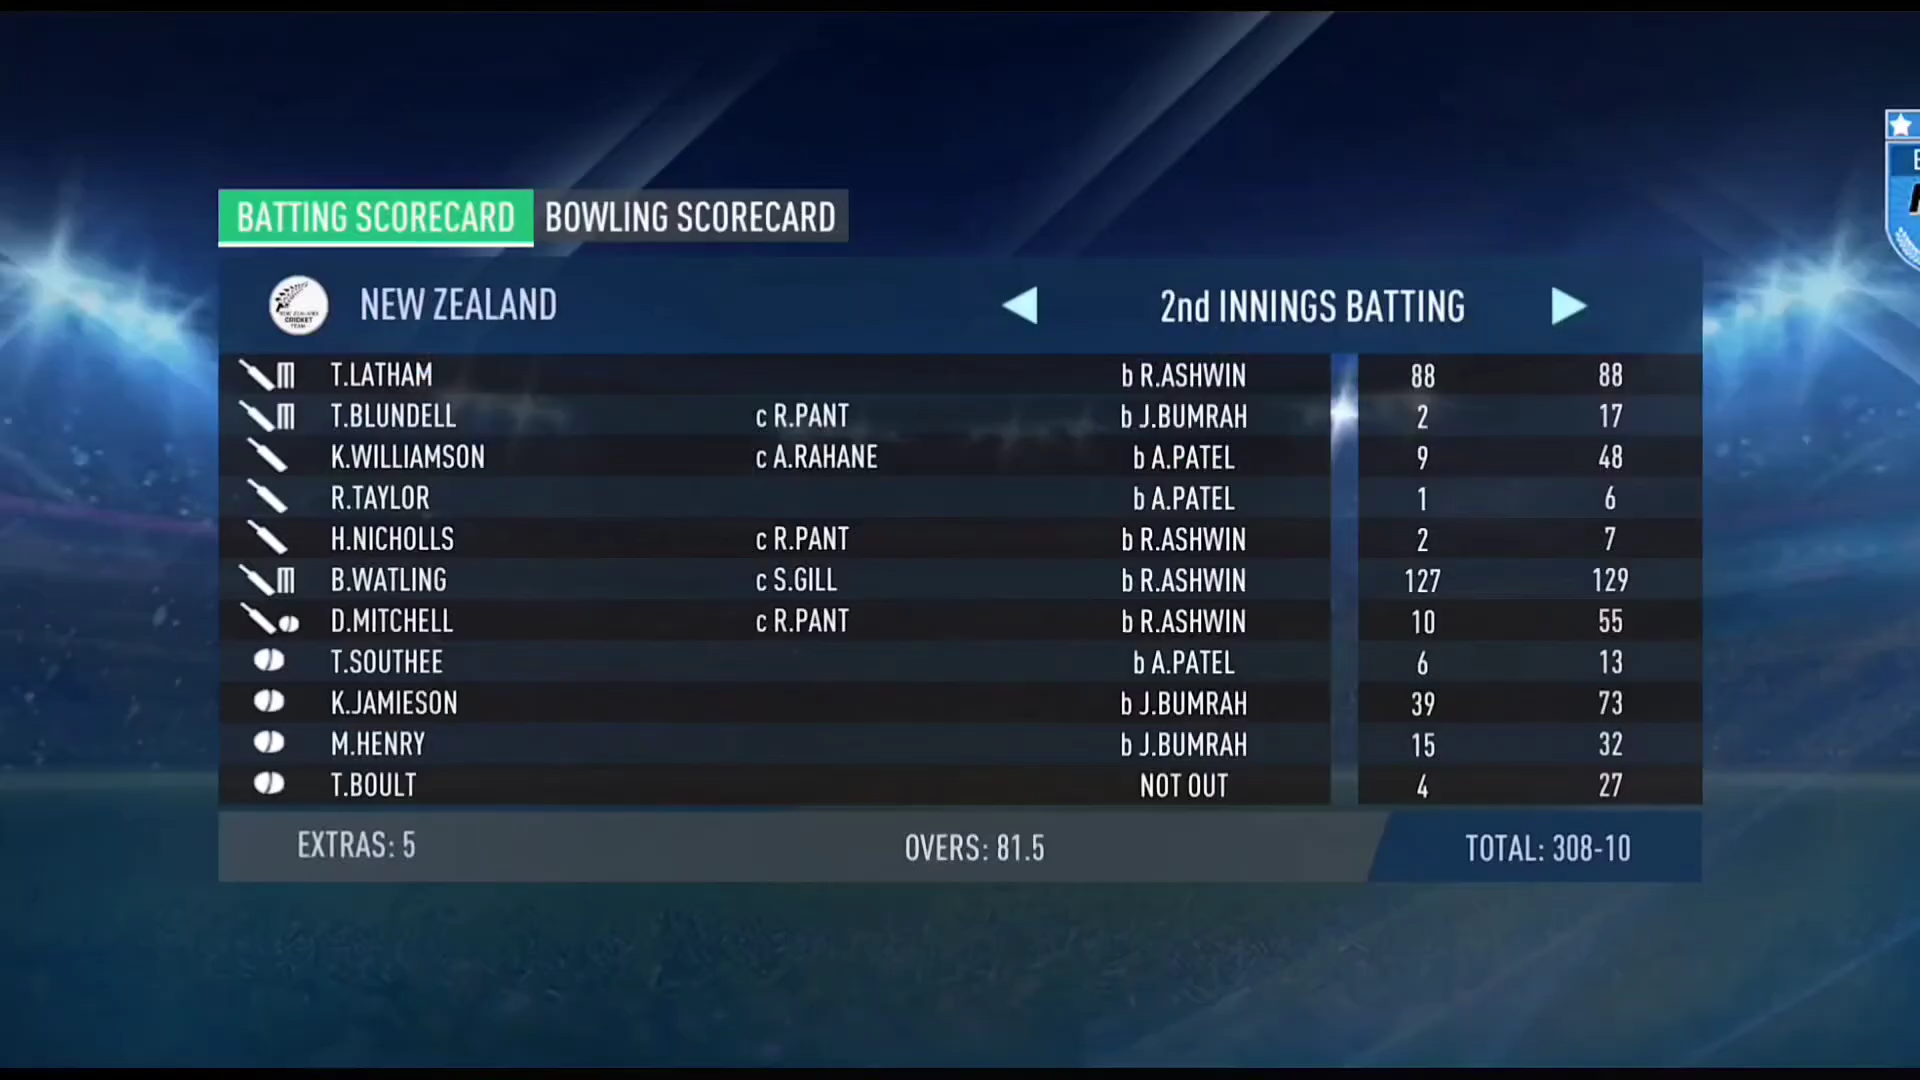 BATTING SCORECARD BOWLING SCORECARD
NEW ZEALAND 2nd INNINGS BATTING
T.LATHAM b R.ASHWIN 88 88
T.BLUNDELL c R.PANT b J.BUMRAH 2 17
K.WILLIAMSON c A.RAHANE b A.PATEL 9 48
R.TAYLOR b A.PATEL 1 6
H.NICHOLLS c R.PANT b R.ASHWIN 2 7
B.WATLING c S.GILL b R.ASHWIN 127 129
D.MITCHELL c R.PANT b R.ASHWIN 10 55
T.SOUTHEE b A.PATEL 6 13
K.JAMIESON b J.BUMRAH 39 73
M.HENRY b J.BUMRAH 15 32
T.BOULT NOT OUT 4 27
EXTRAS: 5 OVERS: 81.5 TOTAL: 308-10